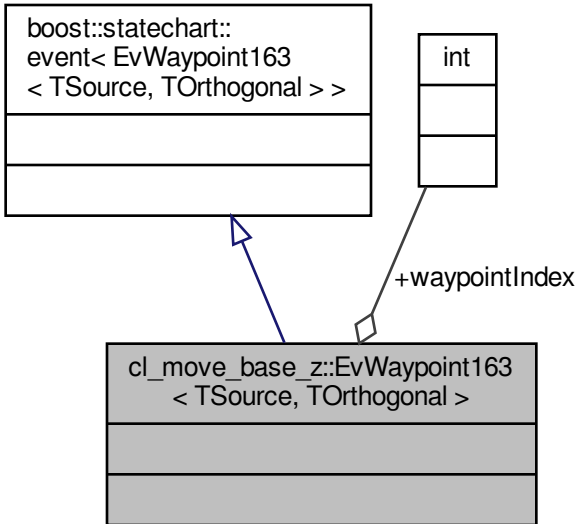 boost::statechart::
event< EvWaypoint163
< TSource, TOrthogonal > >
int
+waypointIndex
cl_move_base_z::EvWaypoint163
< TSource, TOrthogonal >